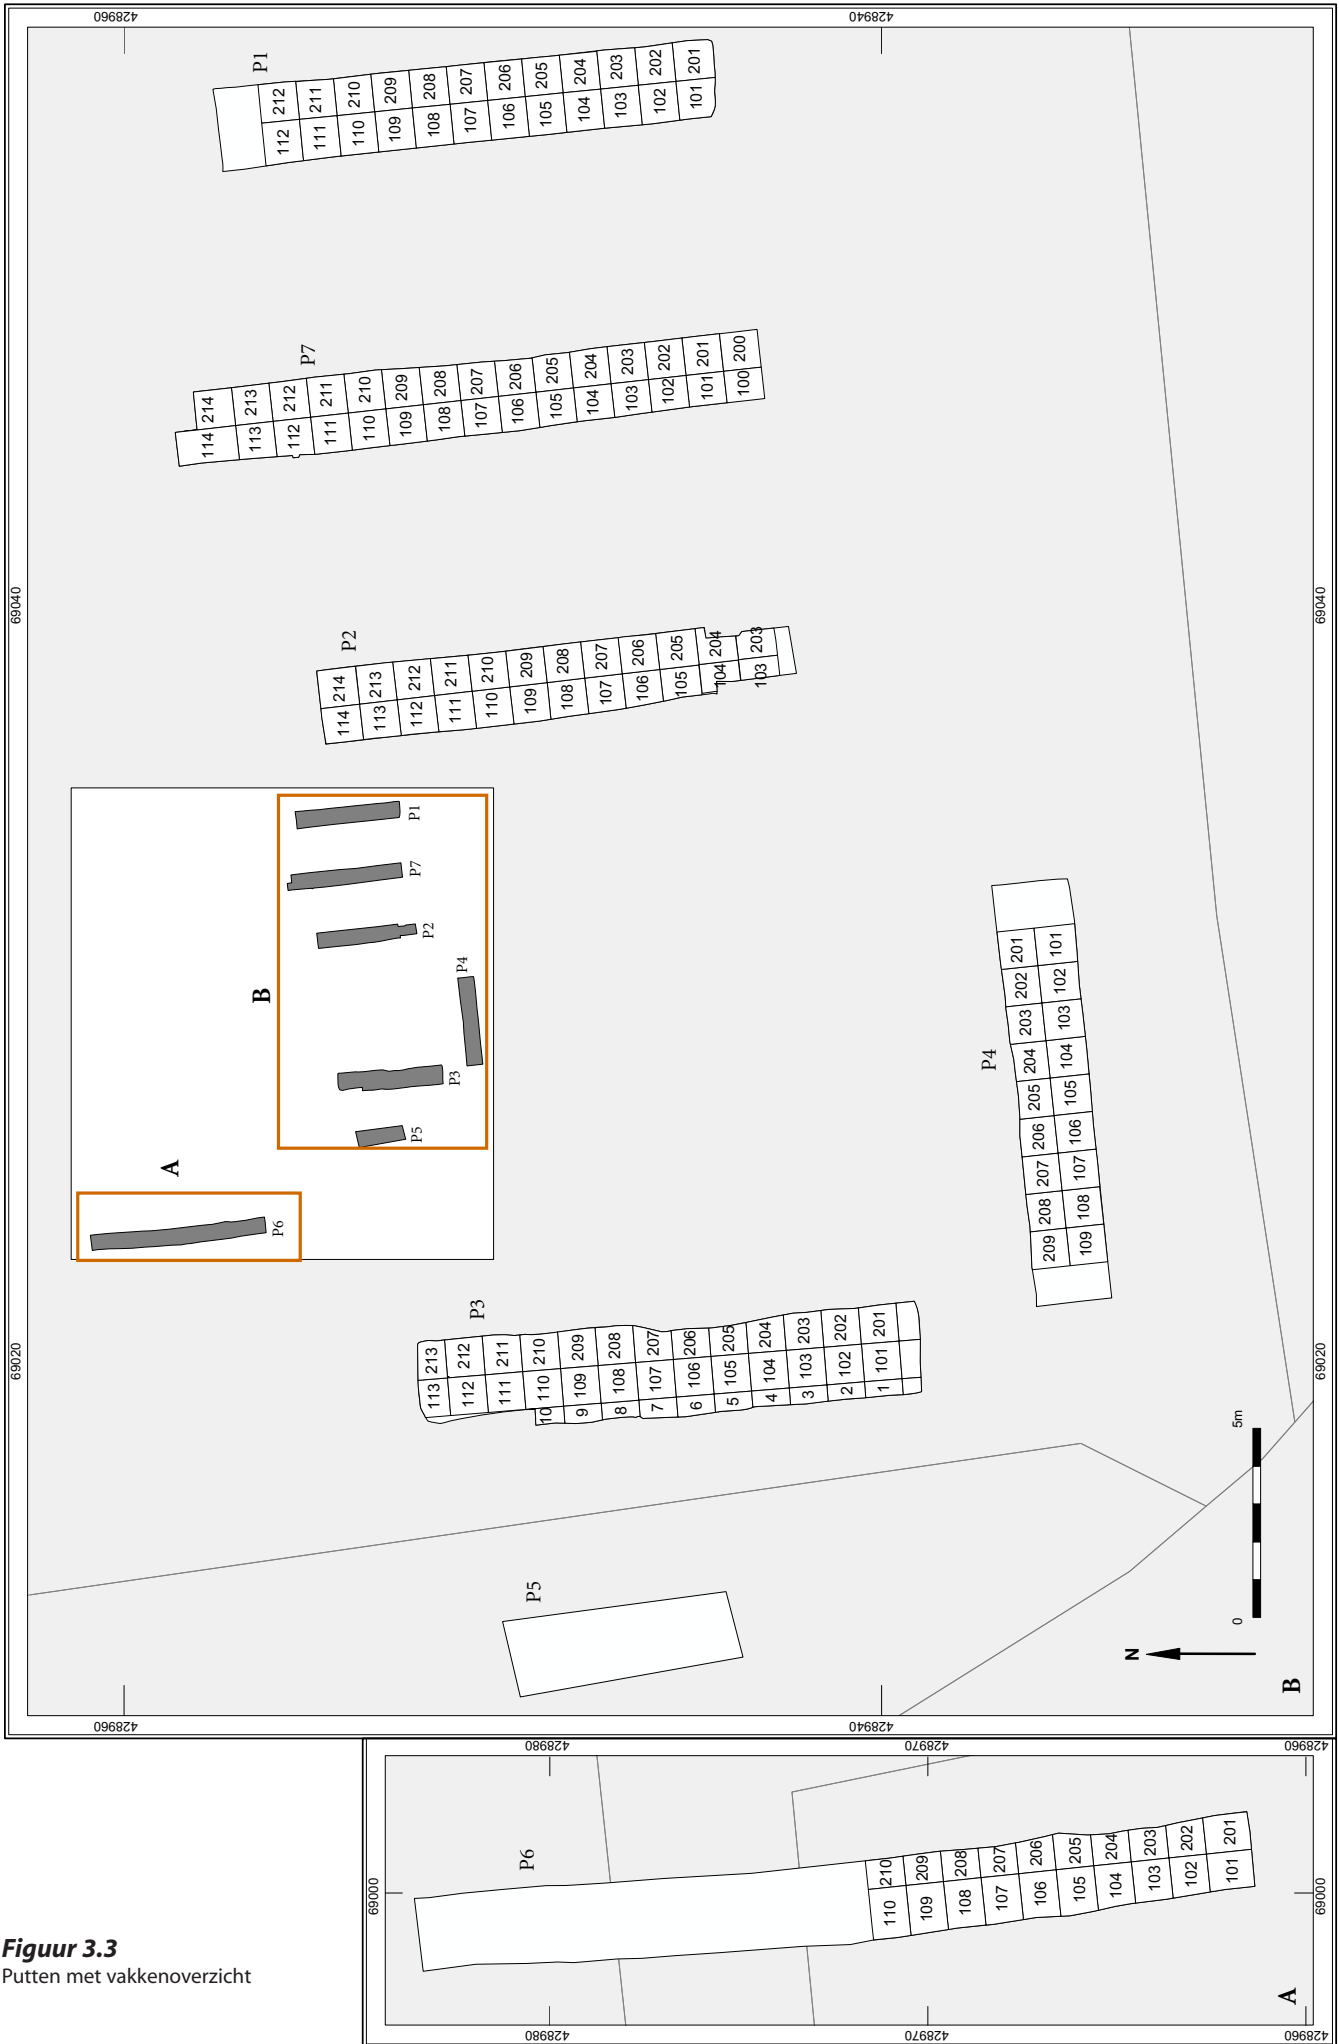 428960
428940
69040
69040
69020
69020
P1
212 211 210 209 208 207 206 205 204 203 202 201
112 111 110 109 108 107 106 105 104 103 102 101
P7
214 213 212 211 210 209 208 207 206 205 204 203 202 201 200
114 113 112 111 110 109 108 107 106 105 104 103 102 101 100
P2
214 213 212 211 210 209 208 207 206 205 204 203
114 113 112 111 110 109 108 107 106 105 104 103
P1
P7
P2
B
P4
P3
P5
A
P6
P4
201 202 203 204 205 206 207 208 209
101 102 103 104 105 106 107 108 109
P3
213 212 211 210 209 208 207 206 205 204 203 202 201
113 112 111 110 109 108 107 106 105 104 103 102 101
10 9 8 7 6 5 4 3 2 1
P5
N
0
5m
B
428960
428940
428980
428970
428960
69000
69000
P6
210 209 208 207 206 205 204 203 202 201
110 109 108 107 106 105 104 103 102 101
A
428980
428970
428960
Figuur 3.3
Putten met vakkenoverzicht